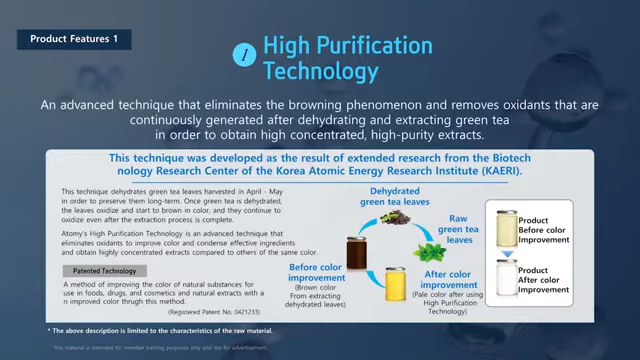 Product Features 1
1
High Purification
Technology
An advanced technique that eliminates the browning phenomenon and removes oxidants that are
continuously generated after dehydrating and extracting green tea
in order to obtain high concentrated, high-purity extracts.
This technique was developed as the result of extended research from the Biotech
nology Research Center of the Korea Atomic Energy Research Institute (KAERI).
This technique dehydrates green tea leaves harvested in April - May
in order to preserve them long-term. Once green tea is dehydrated,
the leaves oxidize and start to brown in color, and they continue to
oxidize even after the extraction process is complete.
Atomy's High Purification Technology is an advanced technique that
eliminates oxidants to improve color and condense effective ingredients
and obtain highly concentrated extracts compared to others of the same color.
Patented Technology
A method of improving the color of natural substances for
use in foods, drugs, and cosmetics and natural extracts with a
n improved color thrugh this method.
(Registered Patent No. 0421233)
Dehydrated
green tea leaves
Raw
green tea
leaves
Before color
improvement
(Brown color
From extracting
dehydrated leaves)
After color
improvement
(Pale color after using
High Purification
Technology)
Product
Before color
Improvement
Product
After color
Improvement
* The above description is limited to the characteristics of the raw material.
This material is intended for member training purposes only and not for advertisement.